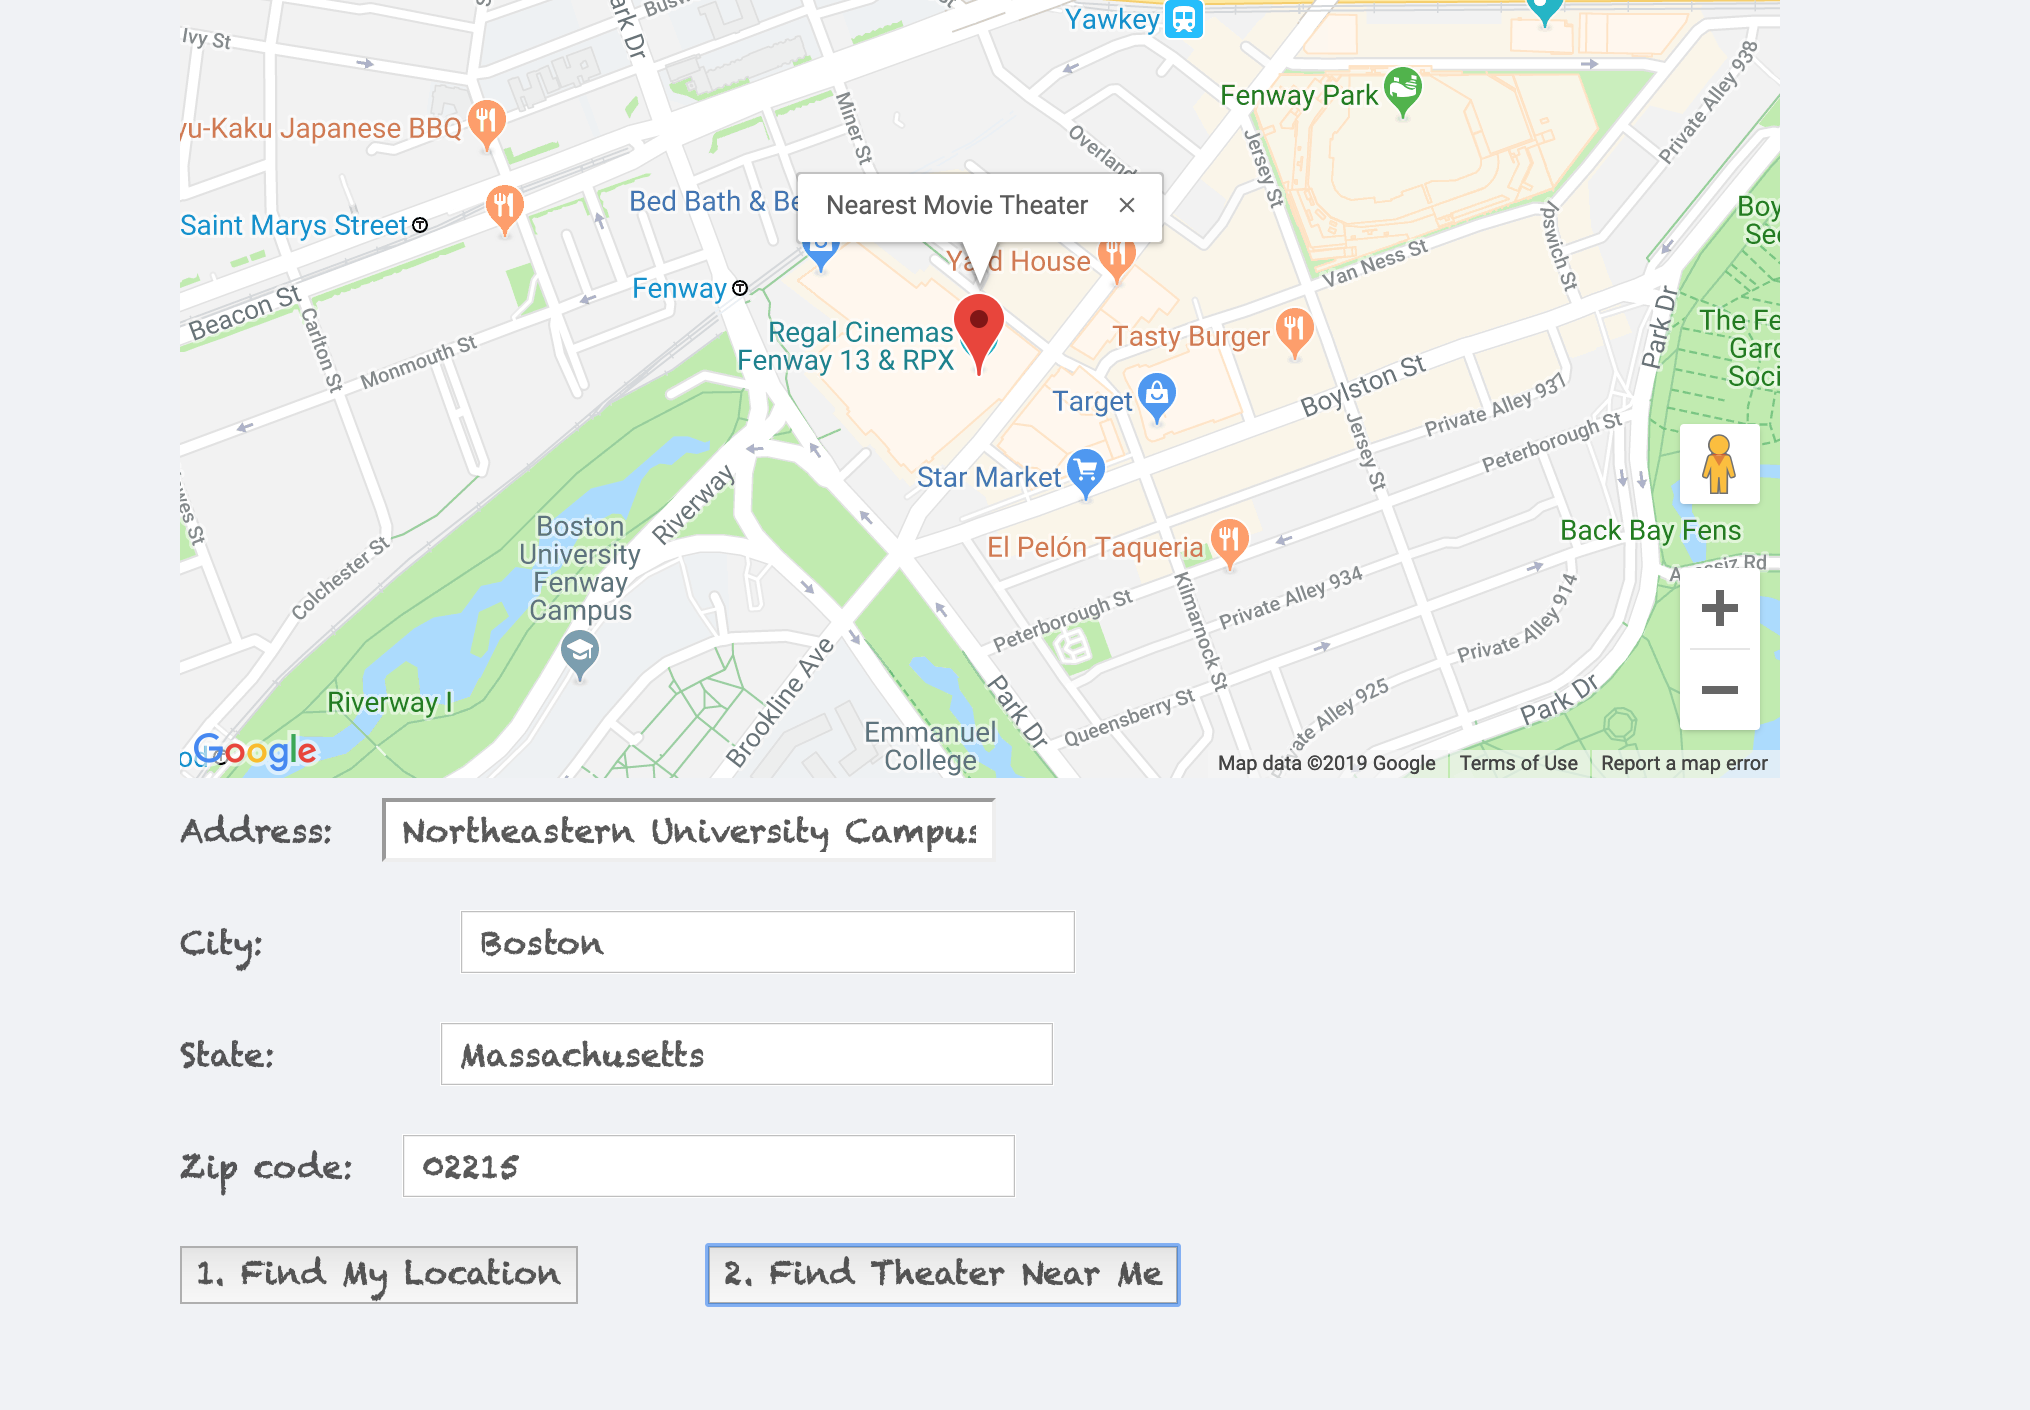 Ivy St
Park Dr
Yawkey
Fenway Park
Private Alley 938
yu-Kaku Japanese BBQ
Miner St
Overland
Jersey St
Saint Marys Street
Bed Bath & Be
Nearest Movie Theater
Ipswich St
Boy
Se
Van Ness St
Yard House
Fenway
Beacon St
Carlton St
Monmouth St
Regal Cinemas
Fenway 13 & RPX
Tasty Burger
Park Dr
The Fe
Gard
Soci
Target
Boylston St
Private Alley 937
Jersey St
Peterborough St
Star Market
Riverway
Boston
University
Fenway
Campus
Colchester St
El Pelón Taqueria
Back Bay Fens
Peterborough St
Kilmarnock St
Private Alley 934
Private Alley 914
Riverway I
Brookline Ave
Park Dr
Queensberry St
Alley 925
Park Dr
Emmanuel
College
Google
Map data ©2019 Google
Terms of Use
Report a map error
Address: Northeastern University Campus
City: Boston
State: Massachusetts
Zip code: 02215
1. Find My Location
2. Find Theater Near Me